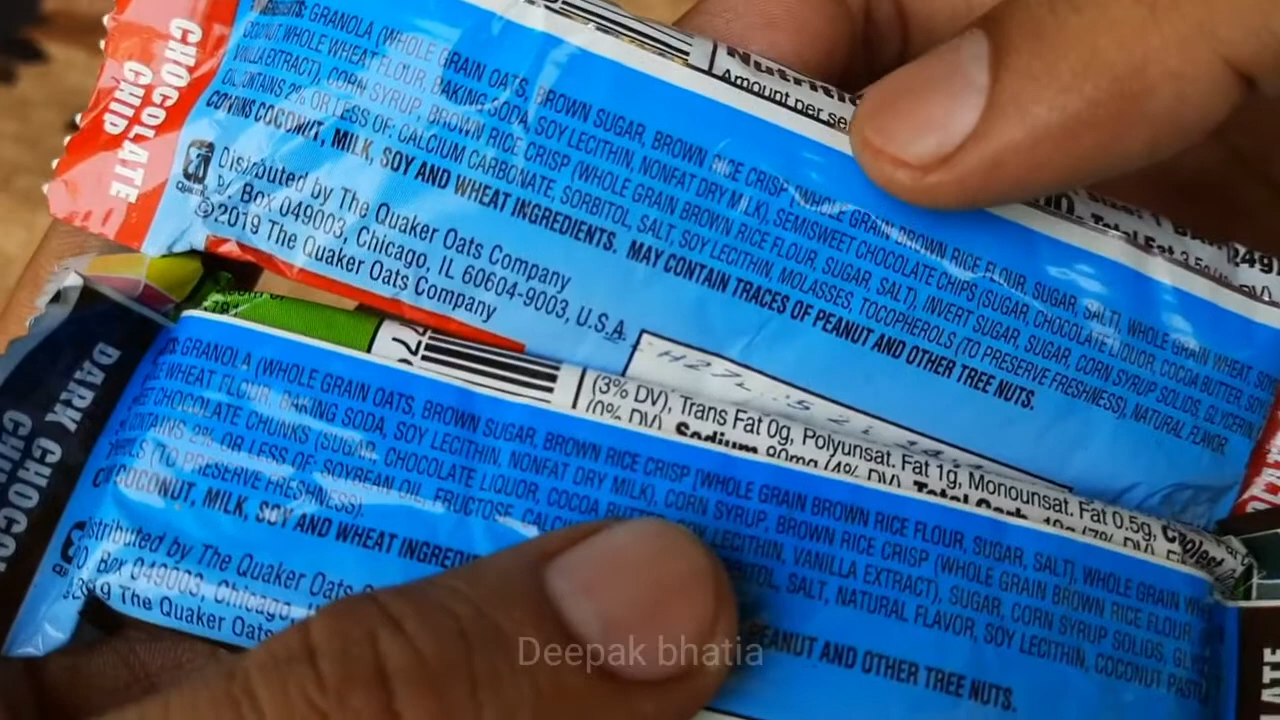 CHOCOLATE
CHIP
INGREDIENTS: GRANOLA (WHOLE GRAIN OATS, BROWN SUGAR, BROWN RICE CRISP (WHOLE GRAIN BROWN RICE FLOUR, SUGAR, SALT), WHOLE GRAIN WHEAT,
COCONUT, WHOLE WHEAT FLOUR, BAKING SODA, SOY LECITHIN, NONFAT DRY MILK), SEMISWEET CHOCOLATE CHIPS (SUGAR, CHOCOLATE LIQUOR, COCOA BUTTER,
VANILLA EXTRACT), CORN SYRUP, BROWN RICE CRISP (WHOLE GRAIN BROWN RICE FLOUR, SUGAR, SALT), INVERT SUGAR, SUGAR, CORN SYRUP SOLIDS, GLYCERIN,
OIL. CONTAINS 2% OR LESS OF: CALCIUM CARBONATE, SORBITOL, SALT, SOY LECITHIN, MOLASSES, TOCOPHEROLS (TO PRESERVE FRESHNESS), NATURAL FLAVOR.
CONTAINS COCONUT, MILK, SOY AND WHEAT INGREDIENTS. MAY CONTAIN TRACES OF PEANUT AND OTHER TREE NUTS.
Distributed by The Quaker Oats Company
Box 049003, Chicago, IL 60604-9003, U.S.A.
©2019 The Quaker Oats Company
Amount per
Total Fat 3.5g
(3% DV), Trans Fat 0g, Polyunsat. Fat 1g, Monounsat. Fat 0.5g,
(0% DV), Sodium 80mg (4% DV), Total Carb.
DARK CHOCOLATE
GRANOLA (WHOLE GRAIN OATS, BROWN SUGAR, BROWN RICE CRISP (WHOLE GRAIN BROWN RICE FLOUR, SUGAR, SALT), WHOLE GRAIN
WHEAT FLOUR, BAKING SODA, SOY LECITHIN, NONFAT DRY MILK), CORN SYRUP, BROWN RICE CRISP (WHOLE GRAIN BROWN RICE FLOUR,
CHOCOLATE CHUNKS (SUGAR, CHOCOLATE LIQUOR, COCOA BUTTER, LECITHIN, VANILLA EXTRACT), SUGAR, CORN SYRUP SOLIDS,
CONTAINS 2% OR LESS OF: SOYBEAN OIL, FRUCTOSE, SALT, NATURAL FLAVOR, SOY LECITHIN, COCONUT
(TO PRESERVE FRESHNESS).
COCONUT, MILK, SOY AND WHEAT PEANUT AND OTHER TREE NUTS.
Distributed by The Quaker Oats
Box 049003, Chicago,
The Quaker Oats
Deepak bhatia